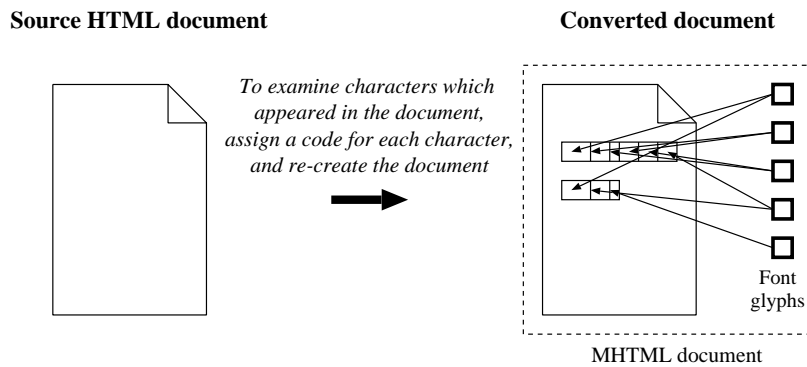 Source HTML document
Converted document
To examine characters which
appeared in the document,
assign a code for each character,
and re-create the document
Font
glyphs
MHTML document